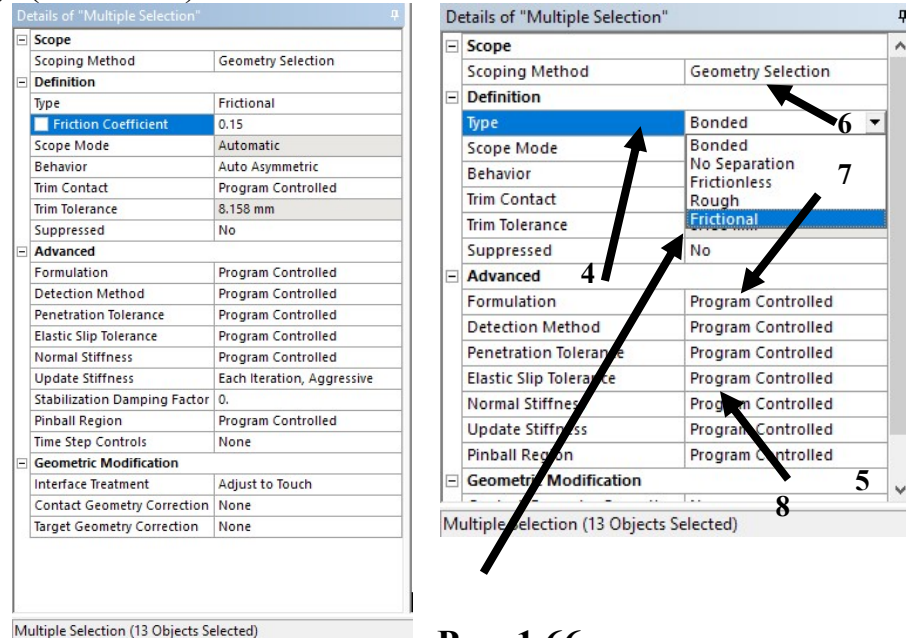 Details of "Multiple Selection"
Scope
Scoping Method Geometry Selection
Definition
Type Frictional
Friction Coefficient 0.15
Scope Mode Automatic
Behavior Auto Asymmetric
Trim Contact Program Controlled
Trim Tolerance 8.158 mm
Suppressed No
Advanced
Formulation Program Controlled
Detection Method Program Controlled
Penetration Tolerance Program Controlled
Elastic Slip Tolerance Program Controlled
Normal Stiffness Program Controlled
Update Stiffness Each Iteration, Aggressive
Stabilization Damping Factor 0.
Pinball Region Program Controlled
Time Step Controls None
Geometric Modification
Interface Treatment Adjust to Touch
Contact Geometry Correction None
Target Geometry Correction None
Multiple Selection (13 Objects Selected)
Details of "Multiple Selection"
Scope
Scoping Method Geometry Selection
Definition
6
Type Bonded
Scope Mode Bonded
No Separation
7
Behavior Frictionless
Trim Contact Rough
Trim Tolerance Frictional
Suppressed No
4
Advanced
Formulation Program Controlled
Detection Method Program Controlled
Penetration Tolerance Program Controlled
Elastic Slip Tolerance Program Controlled
Normal Stiffness Program Controlled
Update Stiffness Program Controlled
Pinball Region Program Controlled
Geometric Modification
5
8
Multiple Selection (13 Objects Selected)